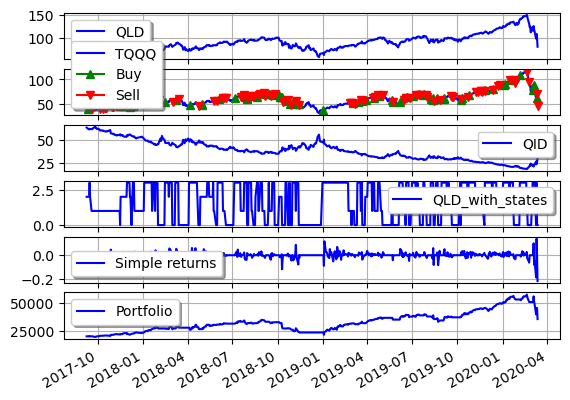 150
100
QLD
TQQQ
Buy
Sell
100
50
50
25
QID
2.5
0.0
QLD_with_states
0.0
−0.2
Simple returns
50000
25000
Portfolio
2017-10
2018-01
2018-04
2018-07
2018-10
2019-01
2019-04
2019-07
2019-10
2020-01
2020-04